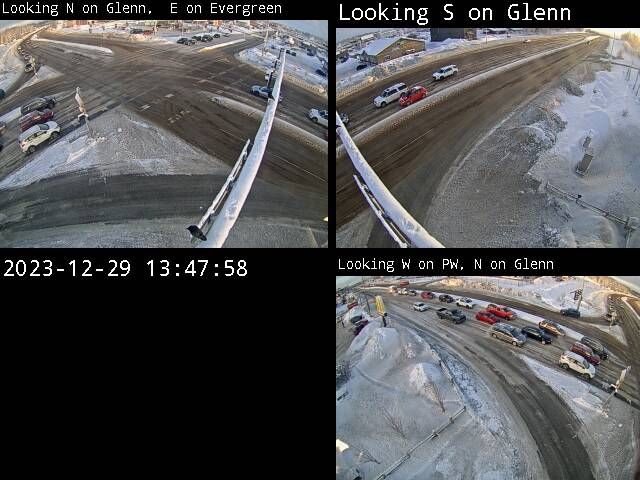 Looking N on Glenn,  E on Evergreen
Looking S on Glenn
2023-12-29 13:47:58
Looking W on PW, N on Glenn